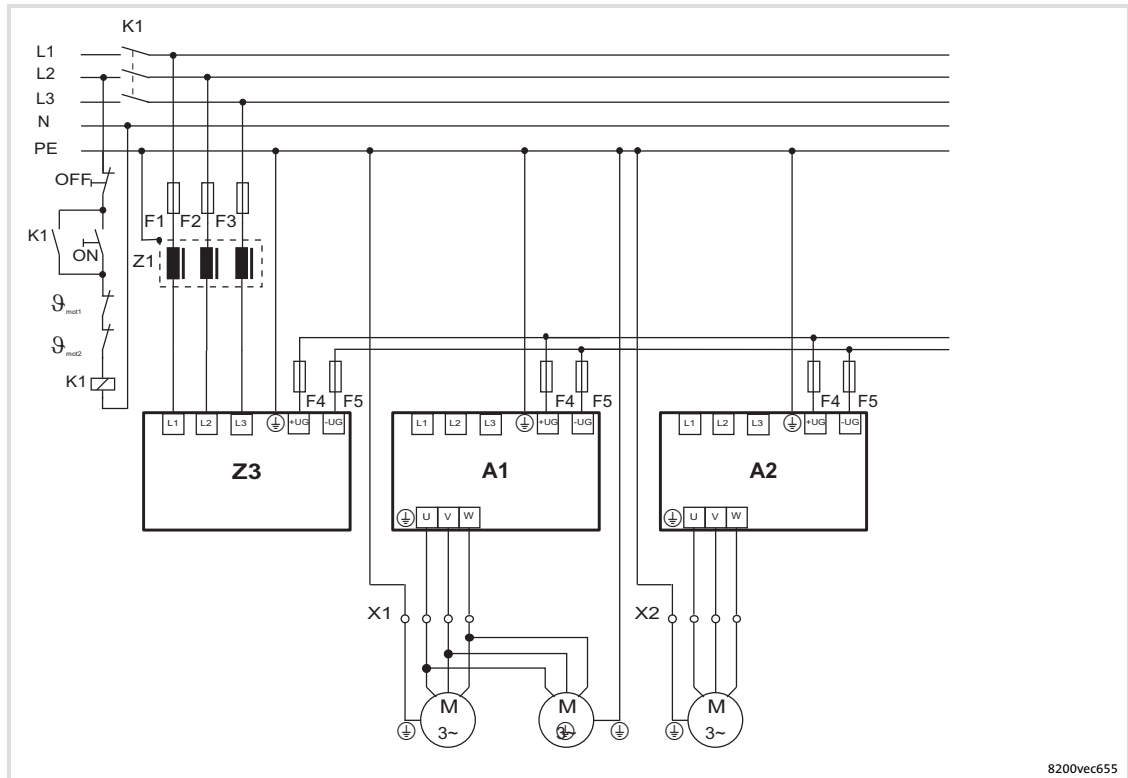 K1
L1
L2
L3
N
PE
OFF
K1
ON
F1 F2 F3
Z1
ϑmot1
ϑmot2
K1
F4 F5
F4 F5
F4 F5
L1 L2 L3 +UG -UG
Z3
L1 L2 L3 +UG -UG
A1
U V W
L1 L2 L3 +UG -UG
A2
U V W
X1
X2
M
3~
M
3~
M
3~
8200vec655